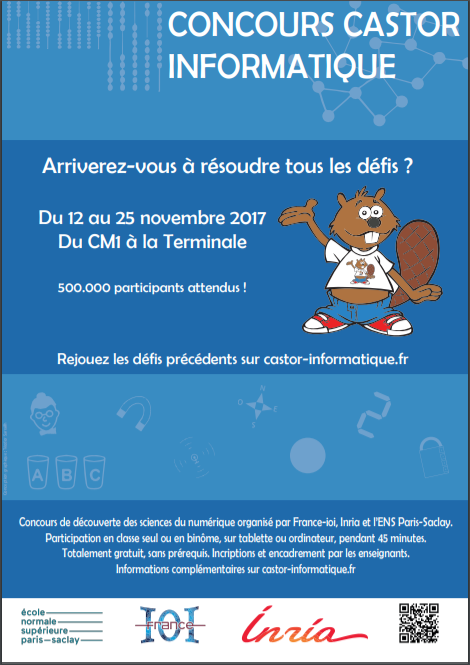 CONCOURS CASTOR
INFORMATIQUE
Arriverez-vous à résoudre tous les défis ?
Du 12 au 25 novembre 2017
Du CM1 à la Terminale
500.000 participants attendus !
Rejouez les défis précédents sur castor-informatique.fr
N
O
E
S
A B C
Concours de découverte des sciences du numérique organisé par France-ioi, Inria et l'ENS Paris-Saclay.
Participation en classe seul ou en binôme, sur tablette ou ordinateur, pendant 45 minutes.
Totalement gratuit, sans prérequis. Incriptions et encadrement par les enseignants.
Informations complémentaires sur castor-informatique.fr
école
normale
supérieure
paris-saclay
IOI
France
Inría